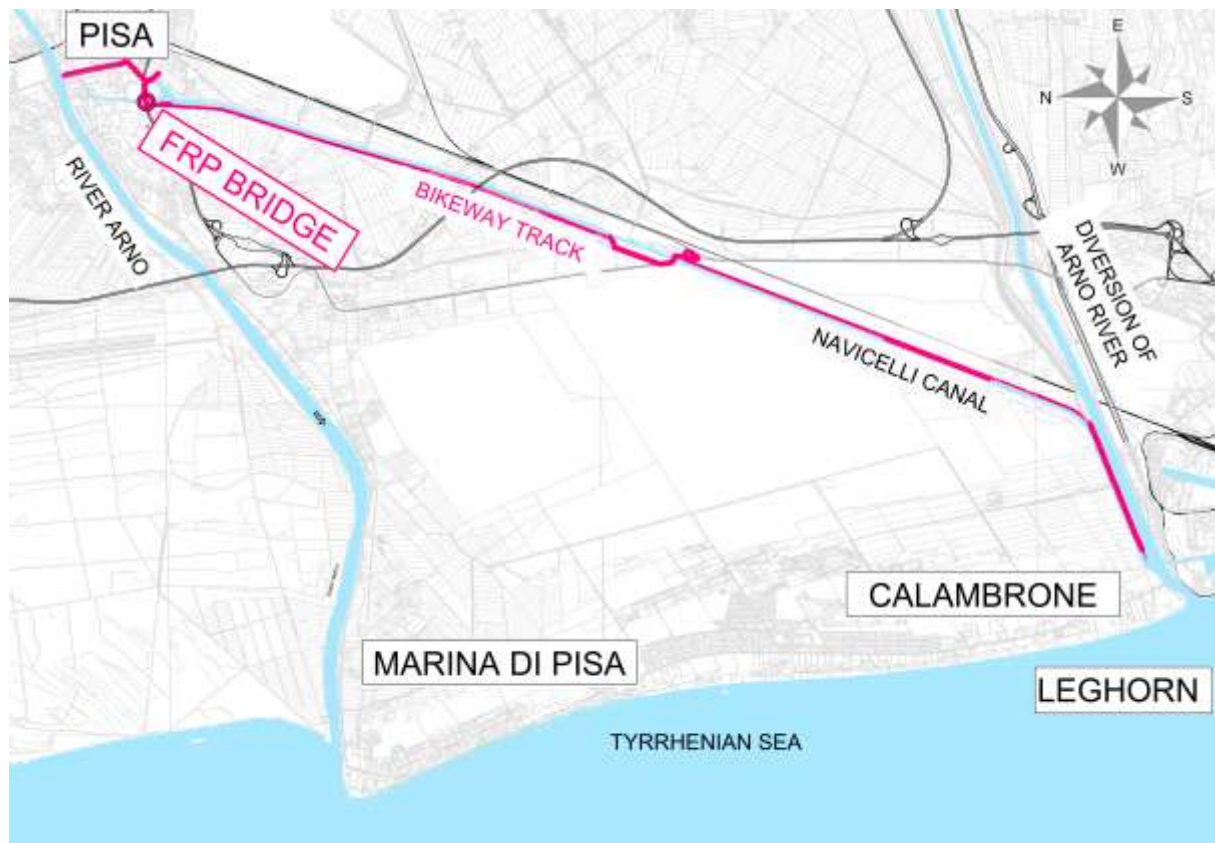 PISA
E
N
S
W
FRP BRIDGE
RIVER ARNO
BIKEWAY TRACK
DIVERSION OF
ARNO RIVER
NAVICELLI CANAL
CALAMBRONE
MARINA DI PISA
LEGHORN
TYRRHENIAN SEA